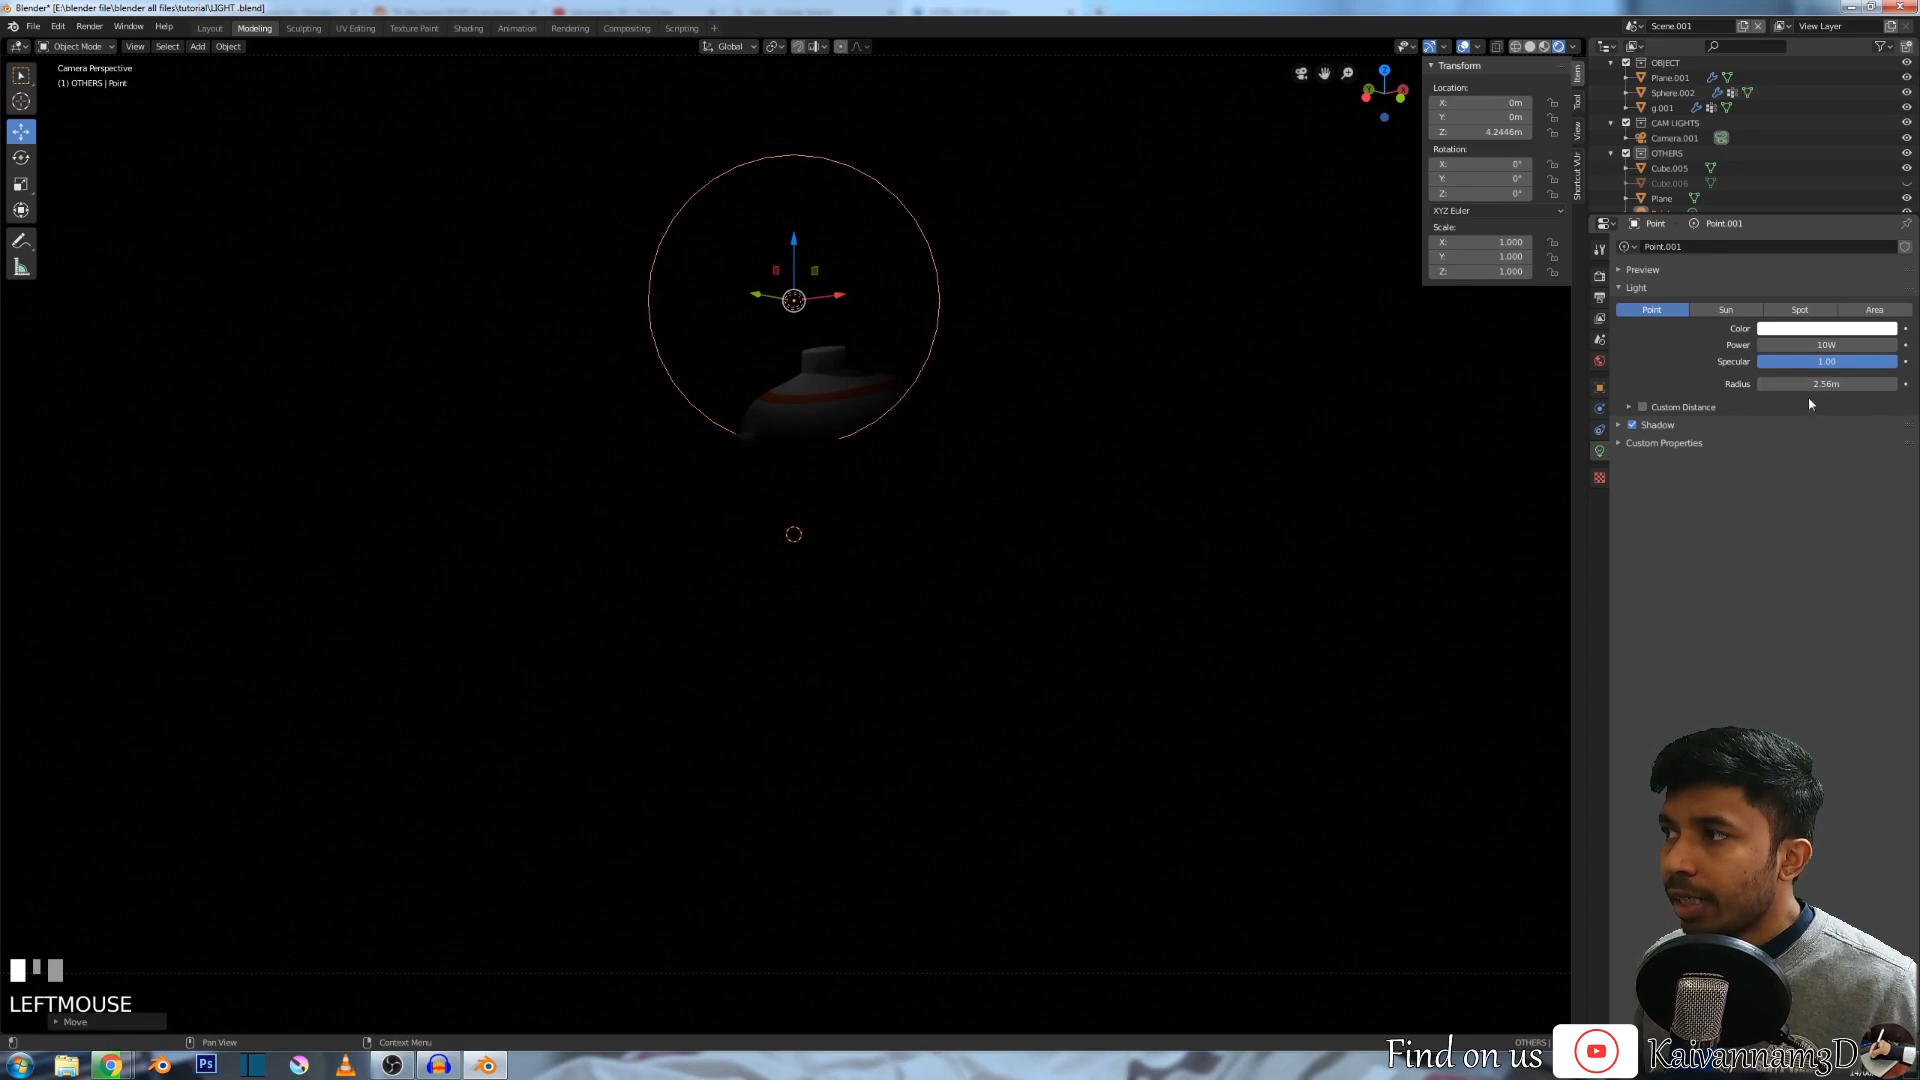 Blender* [E:\blender file\blender all files\tutorial\LIGHT .blend]
File Edit Render Window Help
Layout Modeling Sculpting UV Editing Texture Paint Shading Animation Rendering Compositing Scripting +
Scene.001
View Layer
Object Mode View Select Add Object
Global
Camera Perspective
(1) OTHERS | Point
Transform
Location:
X: 0m
Y: 0m
Z: 4.2446m
Rotation:
X: 0°
Y: 0°
Z: 0°
XYZ Euler
Scale:
X: 1.000
Y: 1.000
Z: 1.000
Item
Tool
View
Shortcut VUr
Z
OBJECT
Plane.001
Sphere.002
g.001
CAM LIGHTS
Camera.001
OTHERS
Cube.005
Cube.006
Plane
Point Point.001
Point.001
Preview
Light
Point Sun Spot Area
Color
Power 10W
Specular 1.00
Radius 2.56m
Custom Distance
Shadow
Custom Properties
LEFTMOUSE
Move
Pan View
Context Menu
OTHERS |
Ps
Find on us
Kaivannam3D